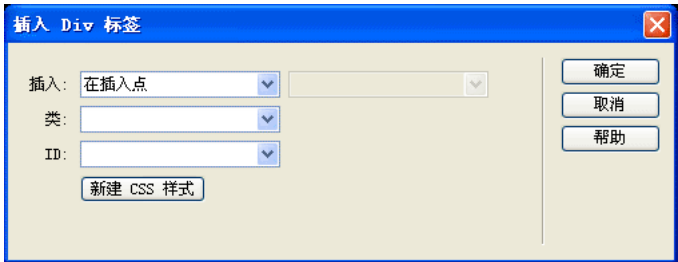 插入 Div 标签
插入: 在插入点
确定
类:
取消
ID:
帮助
新建 CSS 样式